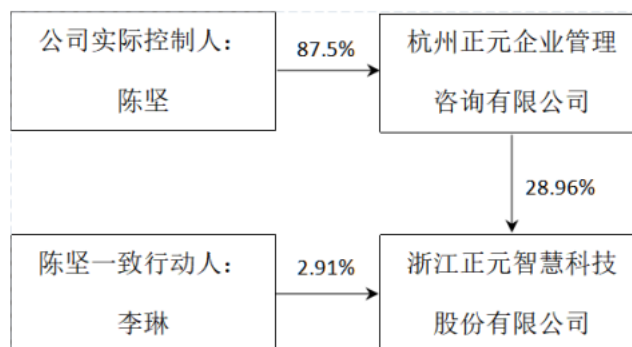 公司实际控制人：
陈坚
87.5%
杭州正元企业管理
咨询有限公司
28.96%
陈坚一致行动人：
李琳
2.91%
浙江正元智慧科技
股份有限公司